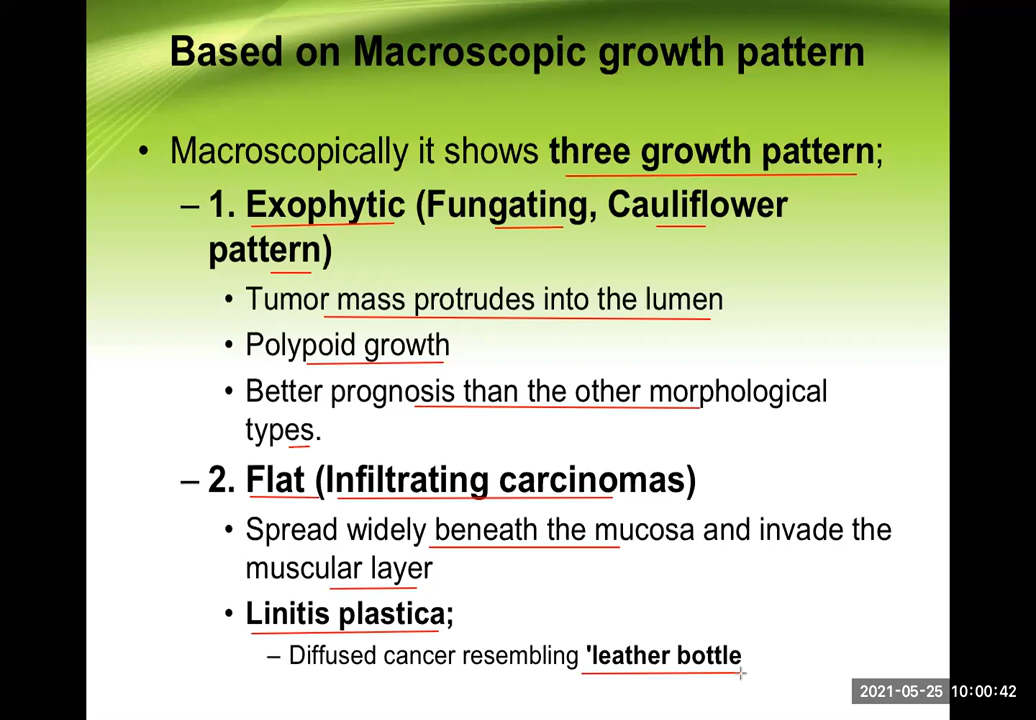 Based on Macroscopic growth pattern
• Macroscopically it shows three growth pattern;
– 1. Exophytic (Fungating, Cauliflower
pattern)
• Tumor mass protrudes into the lumen
• Polypoid growth
• Better prognosis than the other morphological
types.
– 2. Flat (Infiltrating carcinomas)
• Spread widely beneath the mucosa and invade the
muscular layer
• Linitis plastica;
– Diffused cancer resembling 'leather bottle
2021-05-25 10:00:42